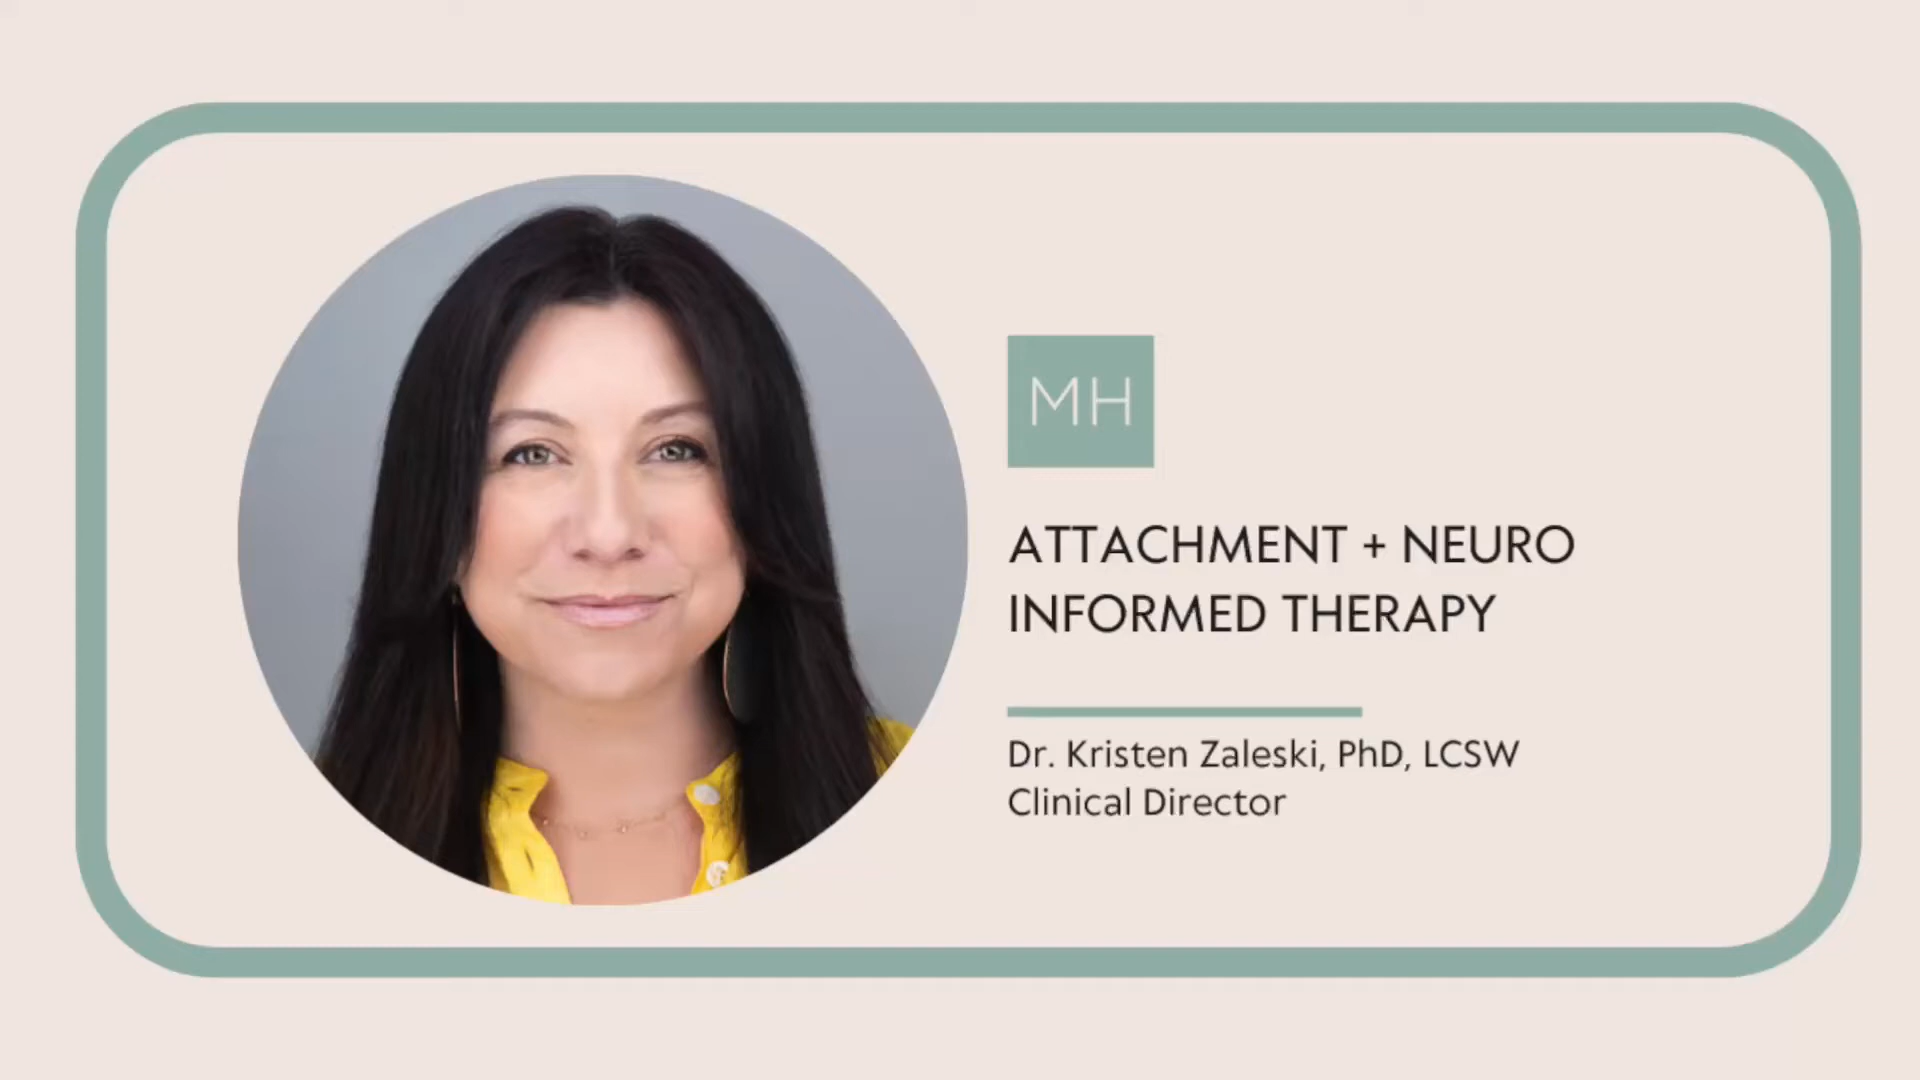 MH
ATTACHMENT + NEURO
INFORMED THERAPY
Dr. Kristen Zaleski, PhD, LCSW
Clinical Director